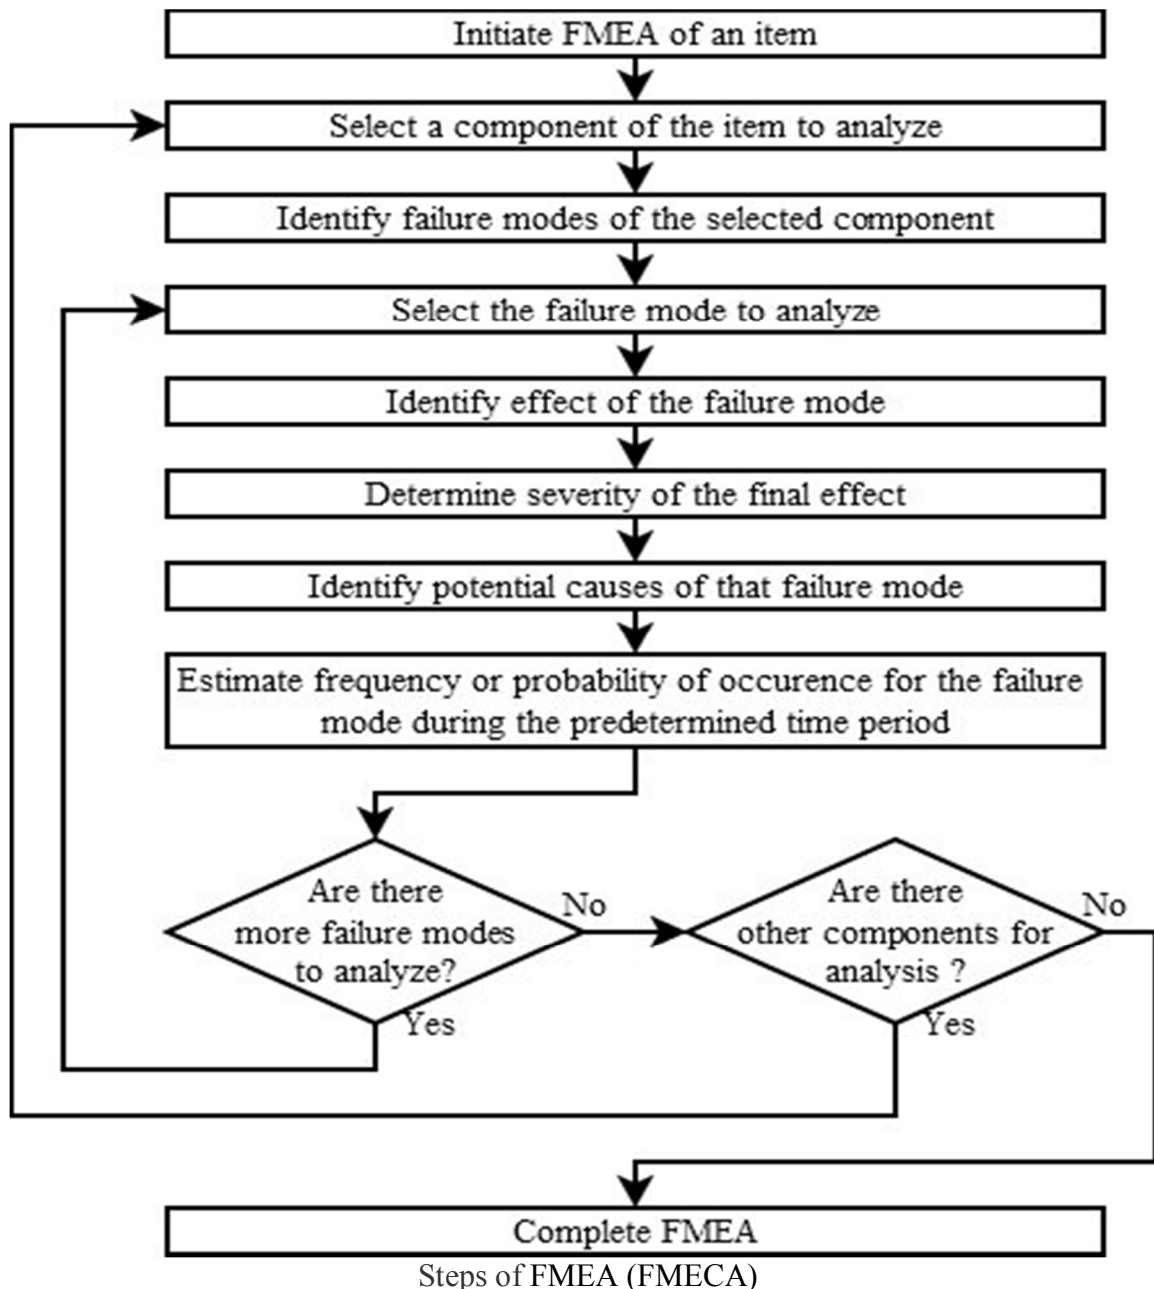 Initiate FMEA of an item
Select a component of the item to analyze
Identify failure modes of the selected component
Select the failure mode to analyze
Identify effect of the failure mode
Determine severity of the final effect
Identify potential causes of that failure mode
Estimate frequency or probability of occurence for the failure
mode during the predetermined time period
Are there
more failure modes
to analyze?
No
Yes
Are there
other components for
analysis ?
No
Yes
Complete FMEA
Steps of FMEA (FMECA)